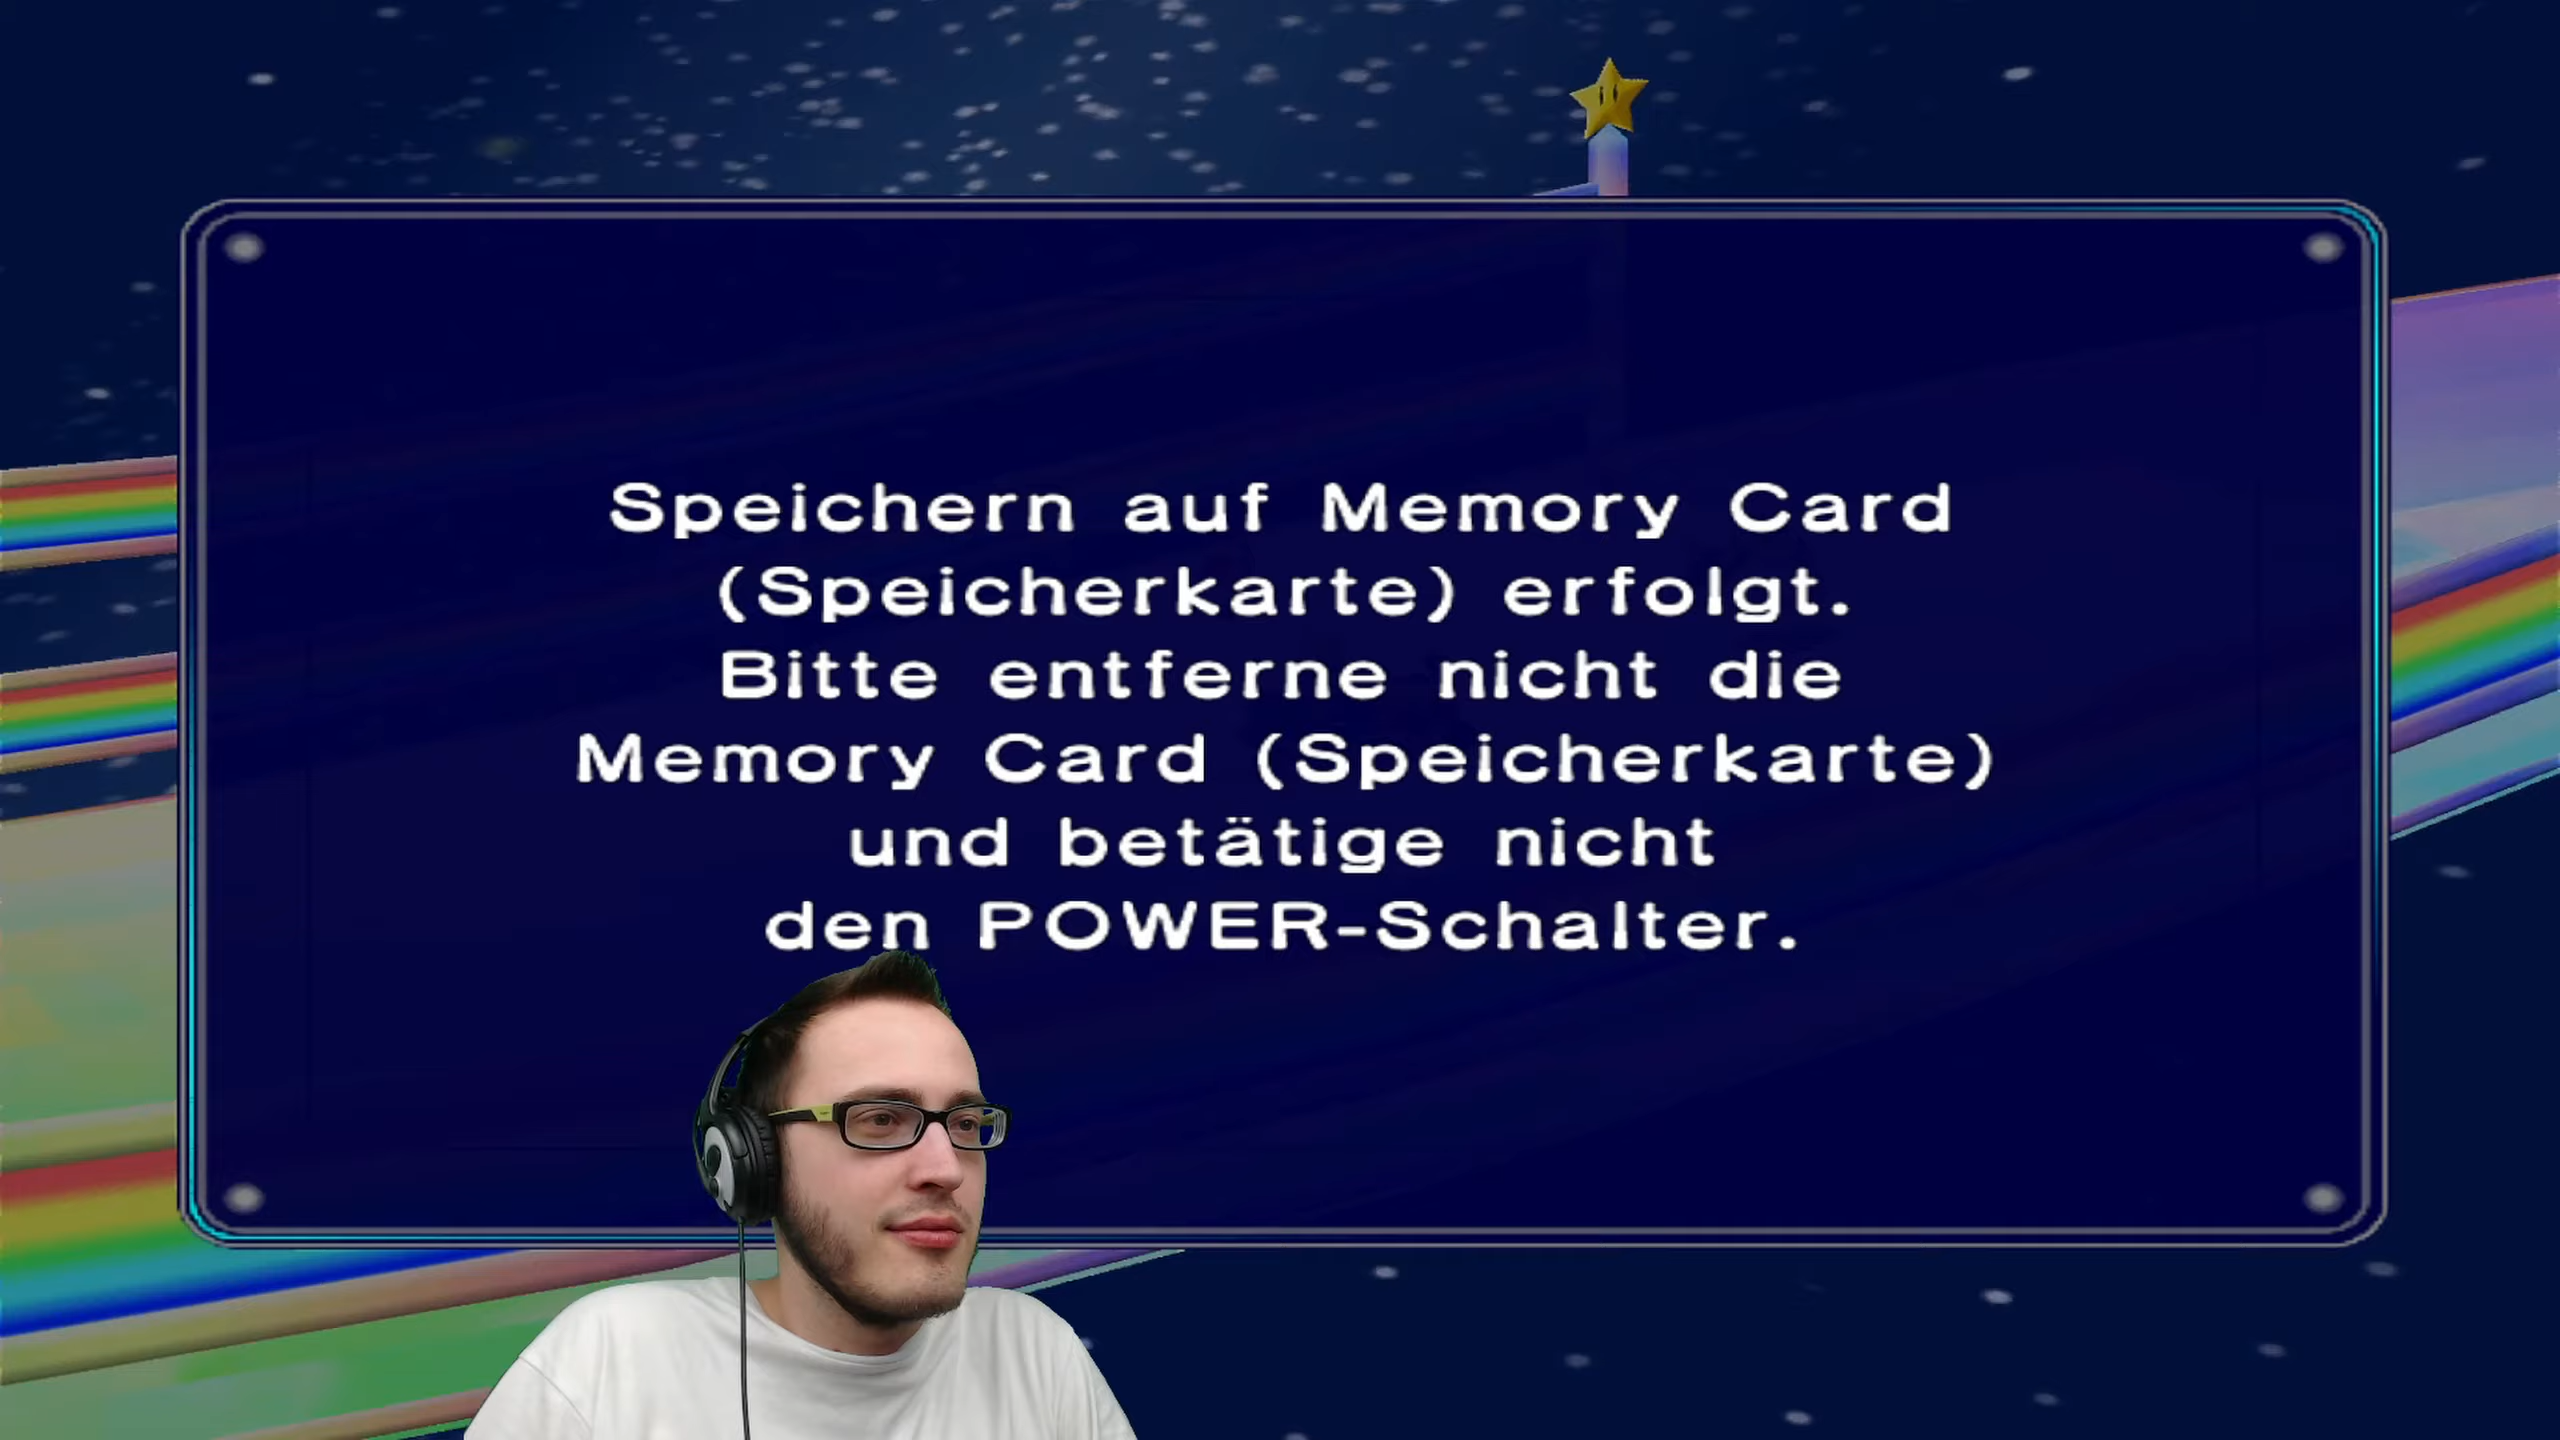 Speichern auf Memory Card
(Speicherkarte) erfolgt.
Bitte entferne nicht die
Memory Card (Speicherkarte)
und betätige nicht
den POWER-Schalter.